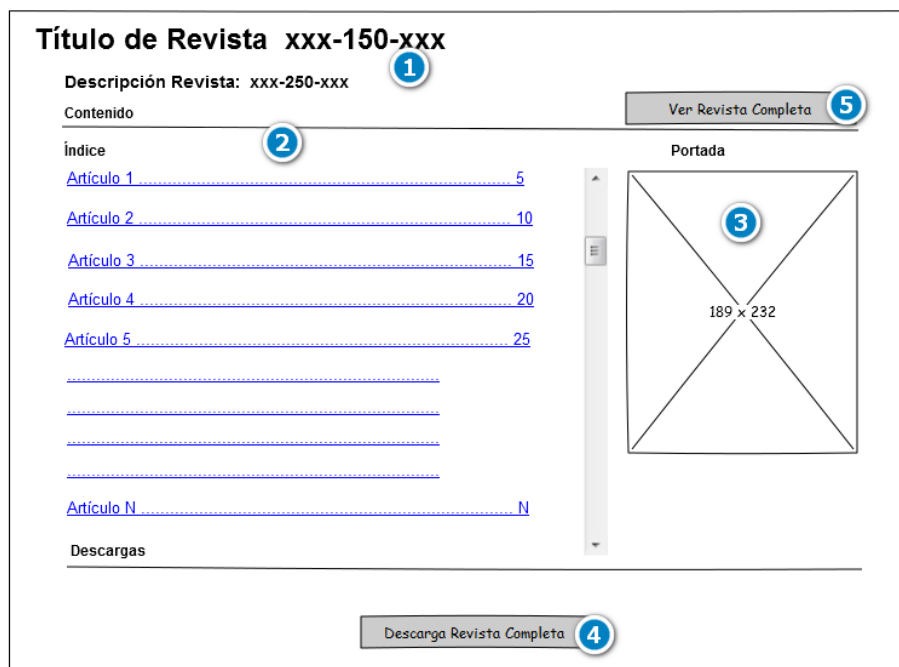 Título de Revista xxx-150-xxx
1
Descripción Revista: xxx-250-xxx
Contenido
Ver Revista Completa
5
2
Índice
Portada
Artículo 1 .................................................................................... 5
Artículo 2 .................................................................................... 10
Artículo 3 .................................................................................... 15
Artículo 4 .................................................................................... 20
Artículo 5 .................................................................................... 25
3
189 x 232
....................................................................................
....................................................................................
....................................................................................
....................................................................................
Artículo N .................................................................................... N
Descargas
Descarga Revista Completa
4